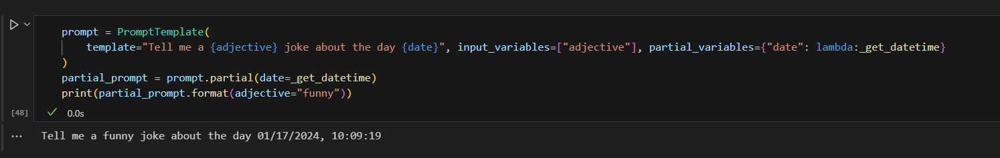 prompt = PromptTemplate(
    template="Tell me a {adjective} joke about the day {date}", input_variables=["adjective"], partial_variables={"date": lambda:_get_datetime}
)
partial_prompt = prompt.partial(date=_get_datetime)
print(partial_prompt.format(adjective="funny"))
[48] 0.0s
... Tell me a funny joke about the day 01/17/2024, 10:09:19